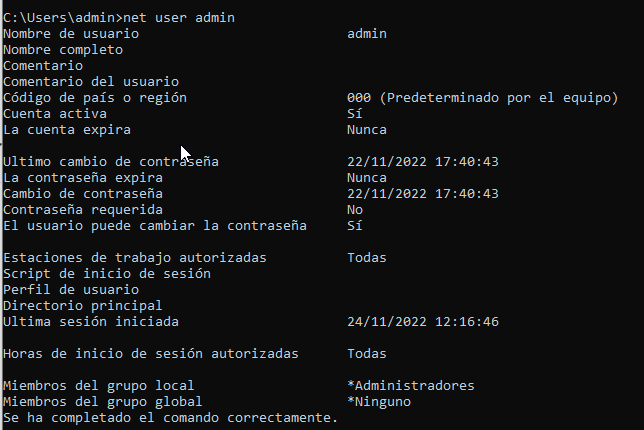 C:\Users\admin>net user admin
Nombre de usuario admin
Nombre completo
Comentario
Comentario del usuario
Código de país o región 000 (Predeterminado por el equipo)
Cuenta activa Sí
La cuenta expira Nunca
Ultimo cambio de contraseña 22/11/2022 17:40:43
La contraseña expira Nunca
Cambio de contraseña 22/11/2022 17:40:43
Contraseña requerida No
El usuario puede cambiar la contraseña Sí
Estaciones de trabajo autorizadas Todas
Script de inicio de sesión
Perfil de usuario
Directorio principal
Ultima sesión iniciada 24/11/2022 12:16:46
Horas de inicio de sesión autorizadas Todas
Miembros del grupo local *Administradores
Miembros del grupo global *Ninguno
Se ha completado el comando correctamente.